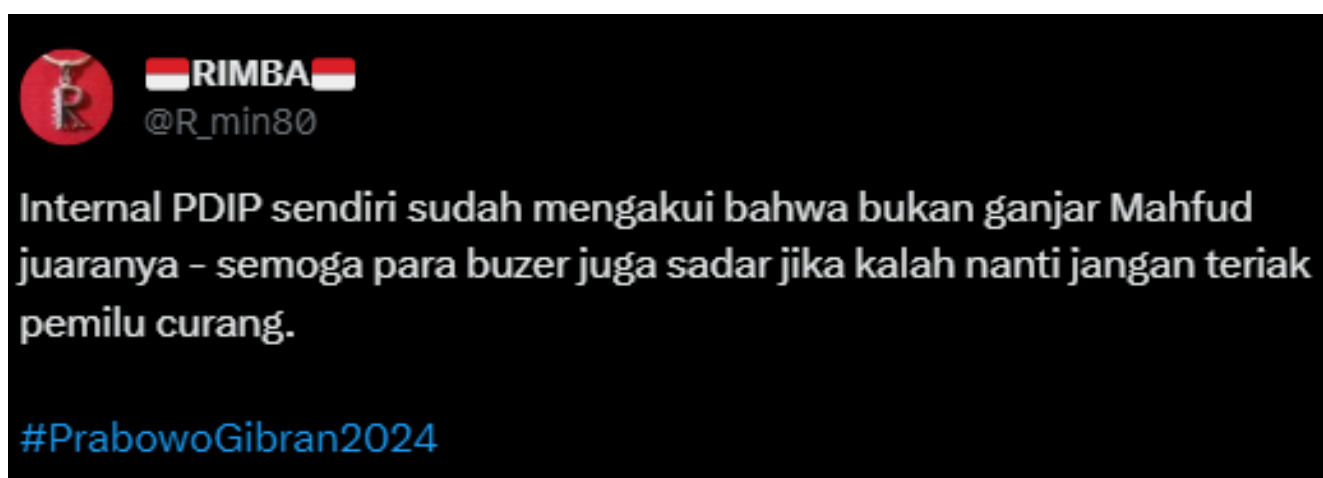 🇮🇩RIMBA🇮🇩
@R_min80
Internal PDIP sendiri sudah mengakui bahwa bukan ganjar Mahfud
juaranya - semoga para buzer juga sadar jika kalah nanti jangan teriak
pemilu curang.
#PrabowoGibran2024